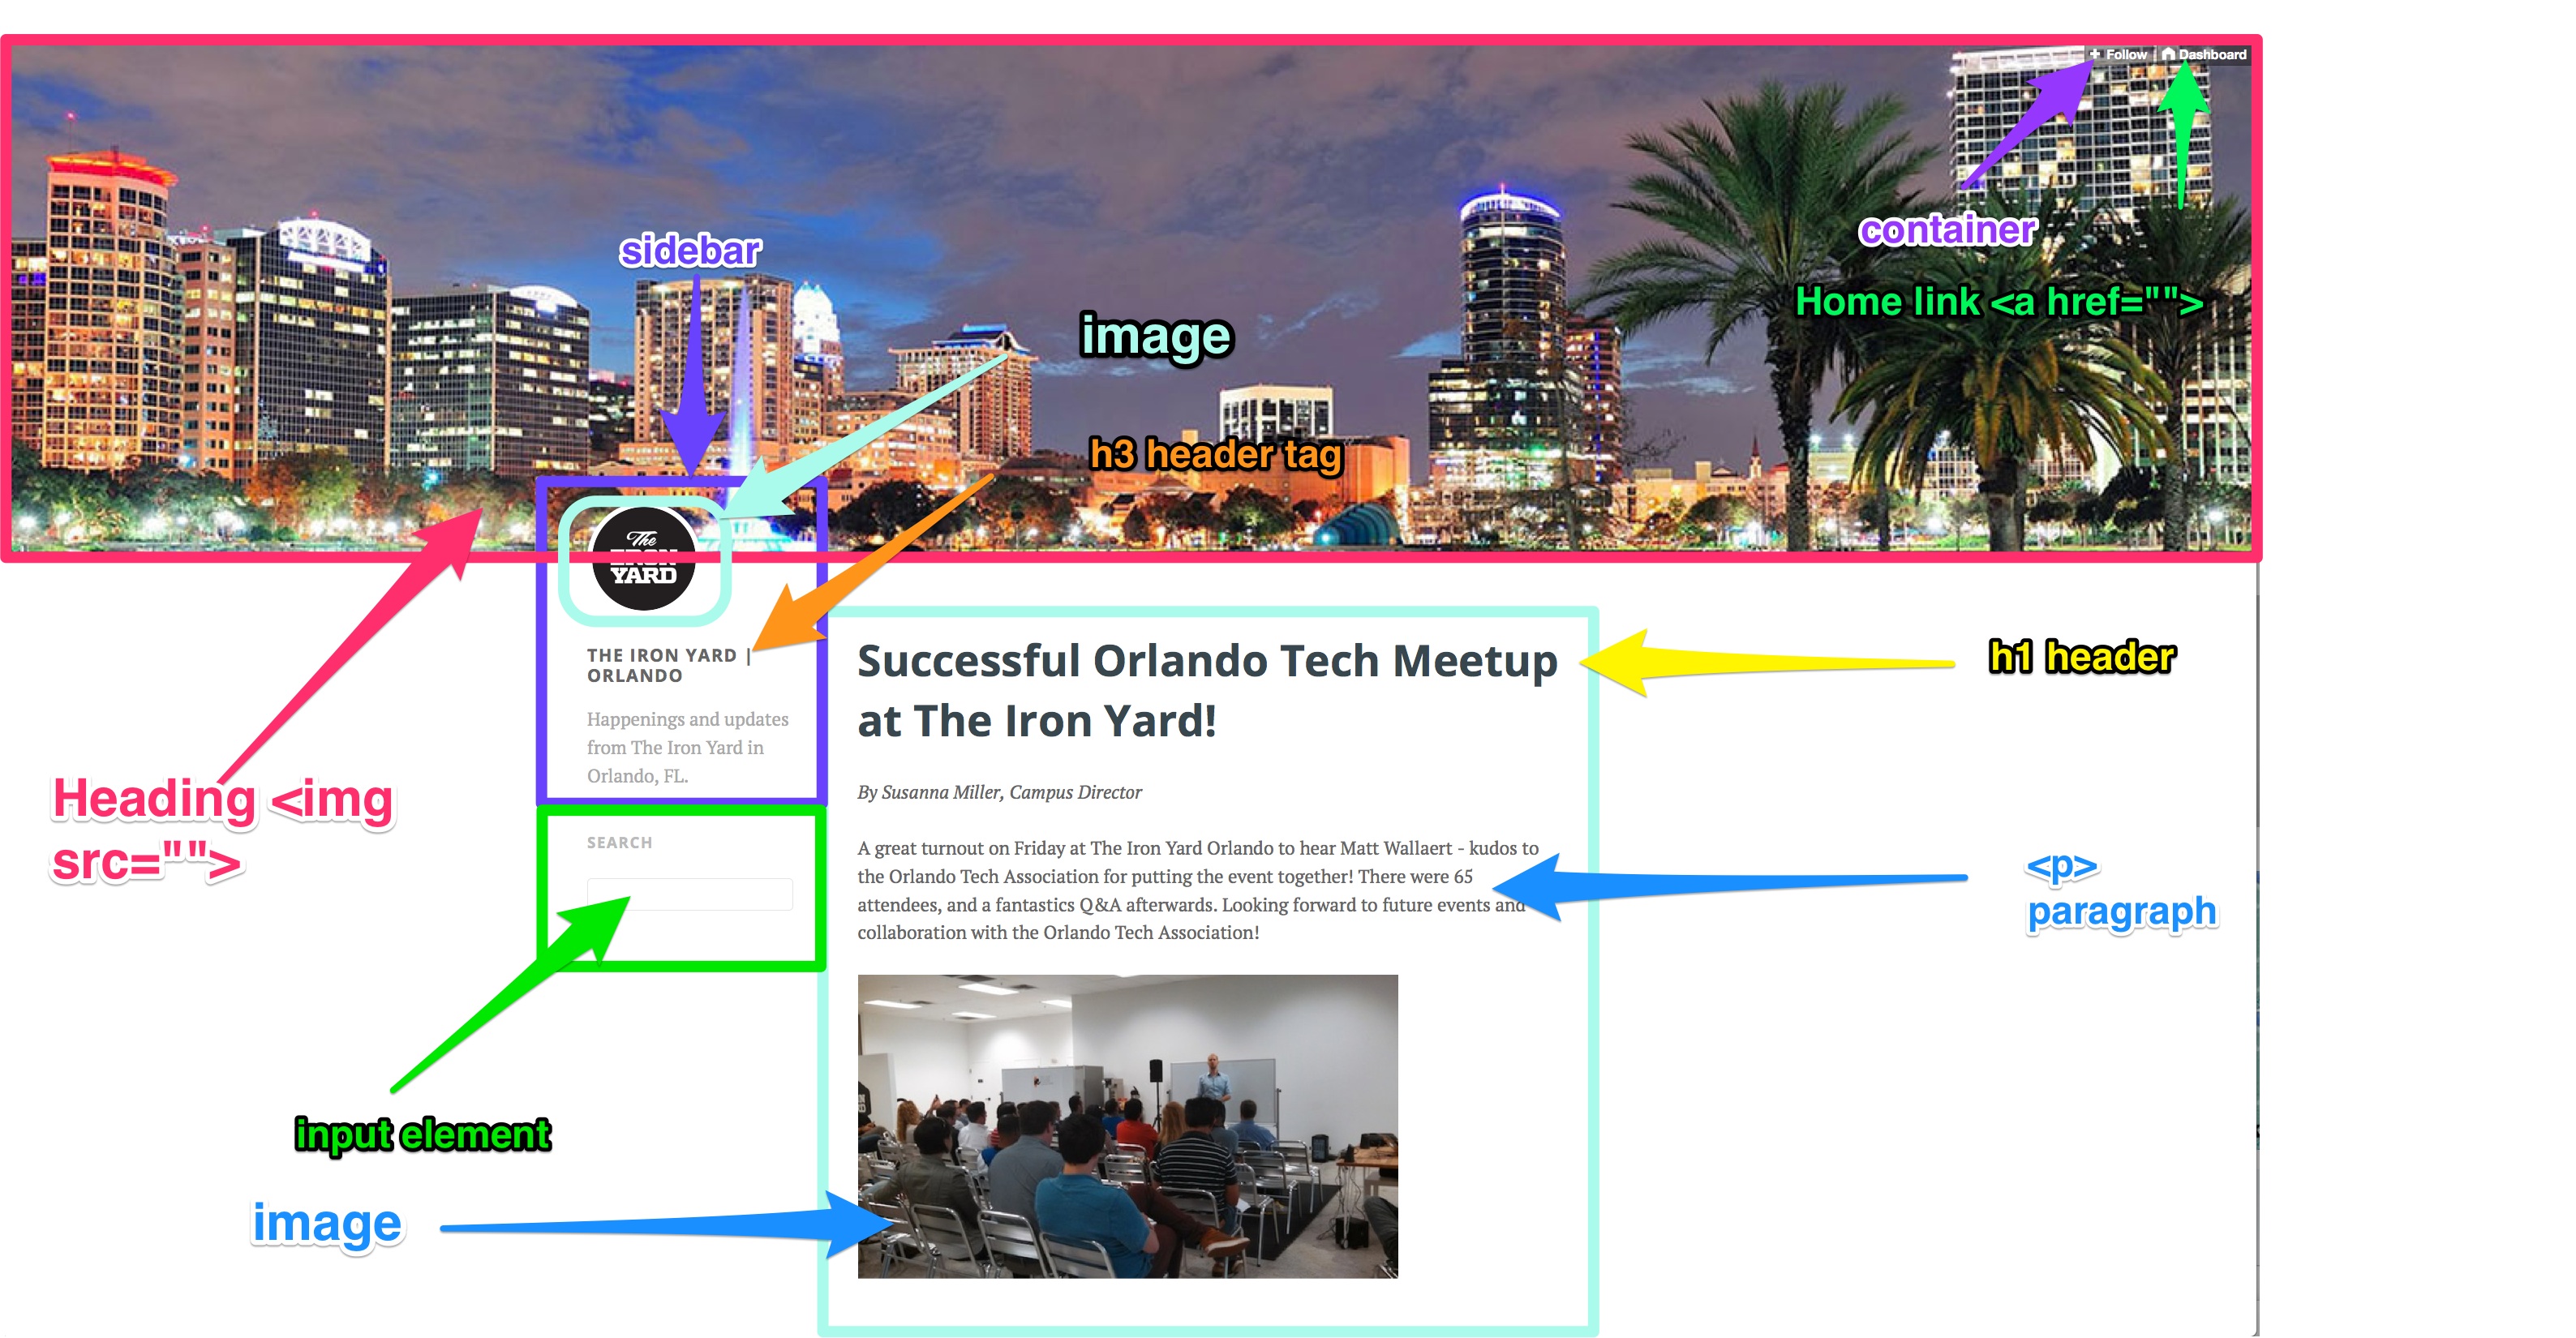 Follow | Dashboard
sidebar
container
Home link <a href="">
image
h3 header tag
The
IRON
YARD
THE IRON YARD |
ORLANDO
Happenings and updates
from The Iron Yard in
Orlando, FL.
Heading <img
src="">
SEARCH
input element
image
Successful Orlando Tech Meetup
at The Iron Yard!
h1 header
By Susanna Miller, Campus Director
A great turnout on Friday at The Iron Yard Orlando to hear Matt Wallaert - kudos to
the Orlando Tech Association for putting the event together! There were 65
attendees, and a fantastics Q&A afterwards. Looking forward to future events and
collaboration with the Orlando Tech Association!
<p>
paragraph